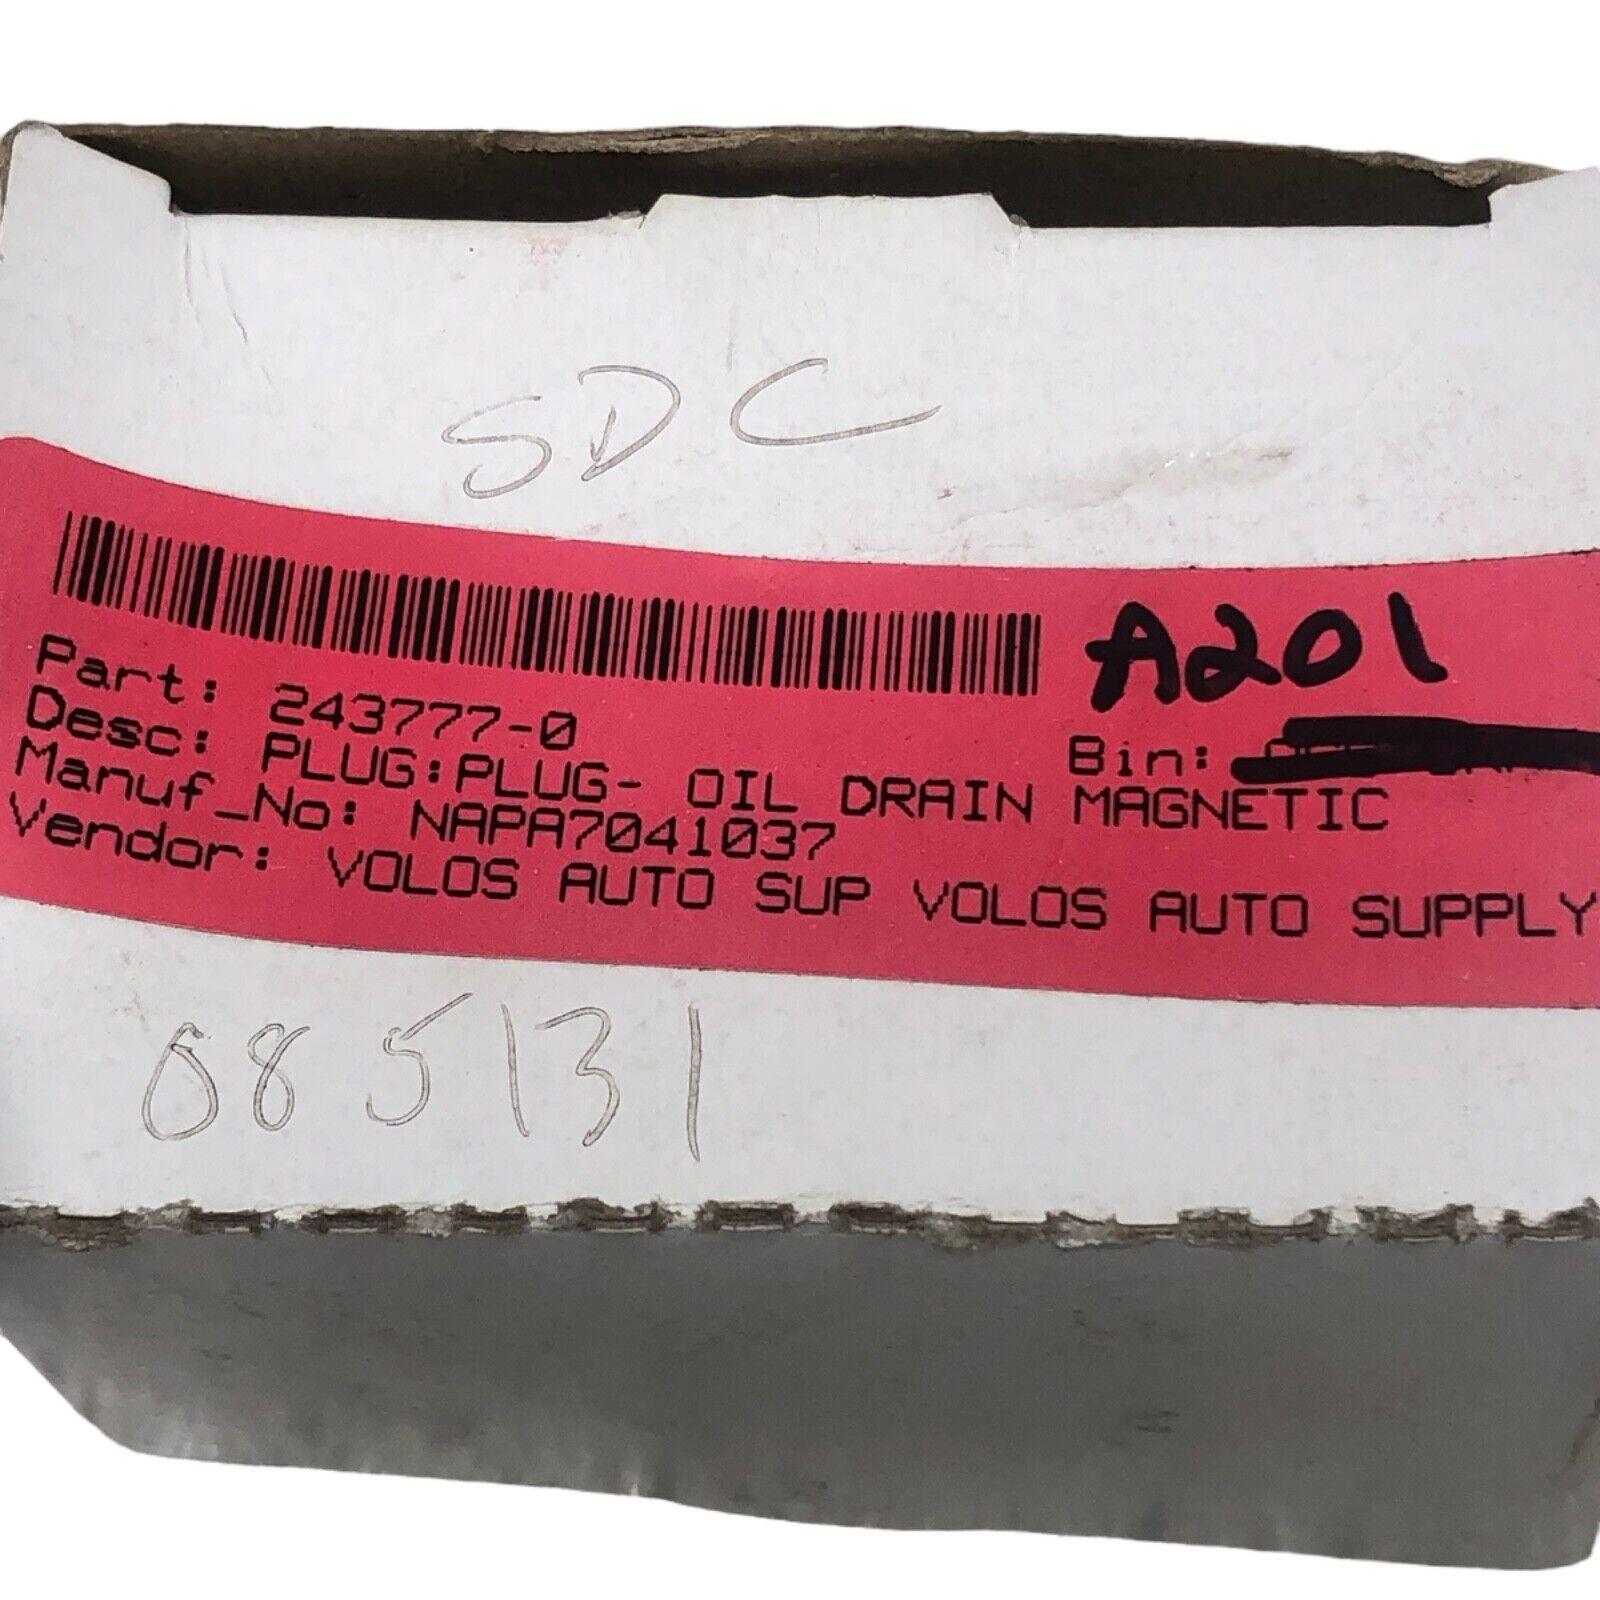 SDC
A201
Part: 243777-0
Bin:
Desc: PLUG:PLUG- OIL DRAIN MAGNETIC
Manuf_No: NAPA7041037
Vendor: VOLOS AUTO SUP VOLOS AUTO SUPPLY
085131